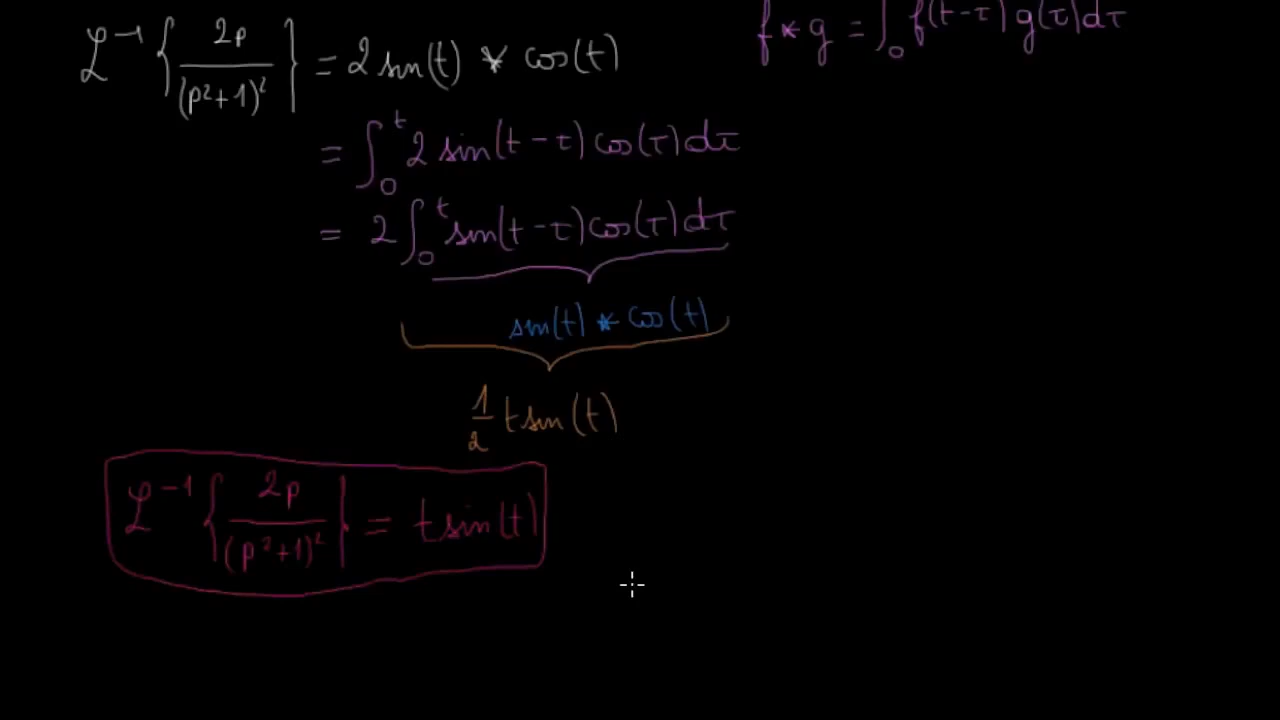 ℒ⁻¹ { 2p / (p²+1)² } = 2 sin(t) * cos(t)
f * g = ∫₀ f(t-τ) g(τ) dτ
= ∫₀ᵗ 2 sin(t-τ) cos(τ) dτ
= 2 ∫₀ᵗ sin(t-τ) cos(τ) dτ
sin(t) * cos(t)
1/2 t sin(t)
ℒ⁻¹ { 2p / (p²+1)² } = t sin(t)